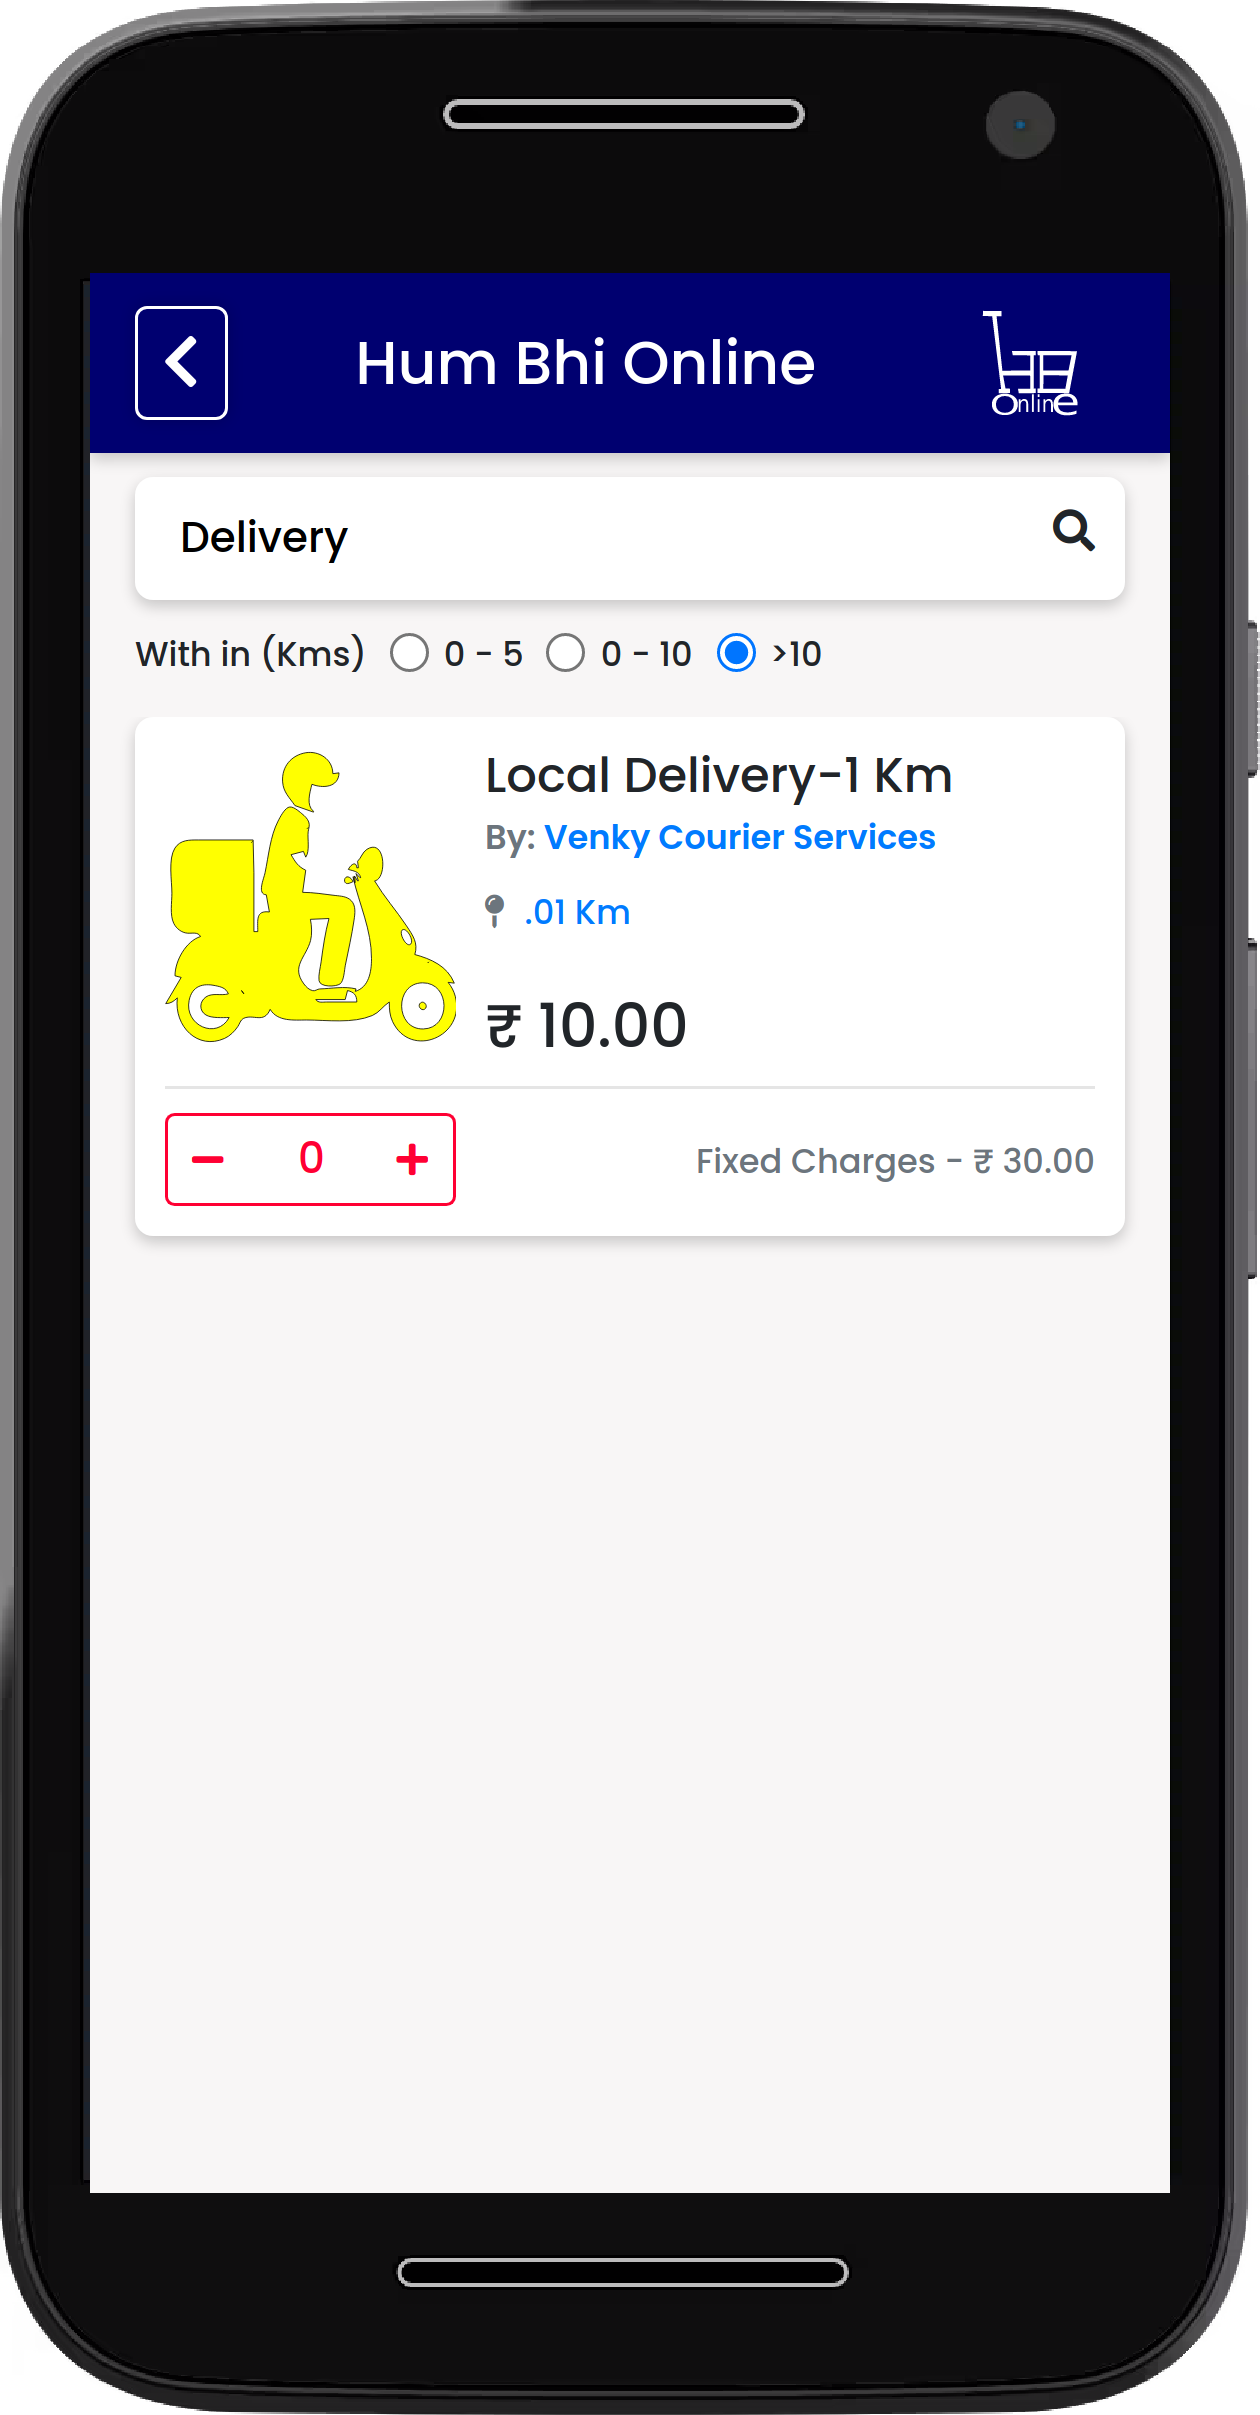 Hum Bhi Online
Online
Delivery
With in (Kms) 0 - 5 0 - 10 >10
Local Delivery-1 Km
By: Venky Courier Services
.01 Km
₹ 10.00
0
Fixed Charges - ₹ 30.00